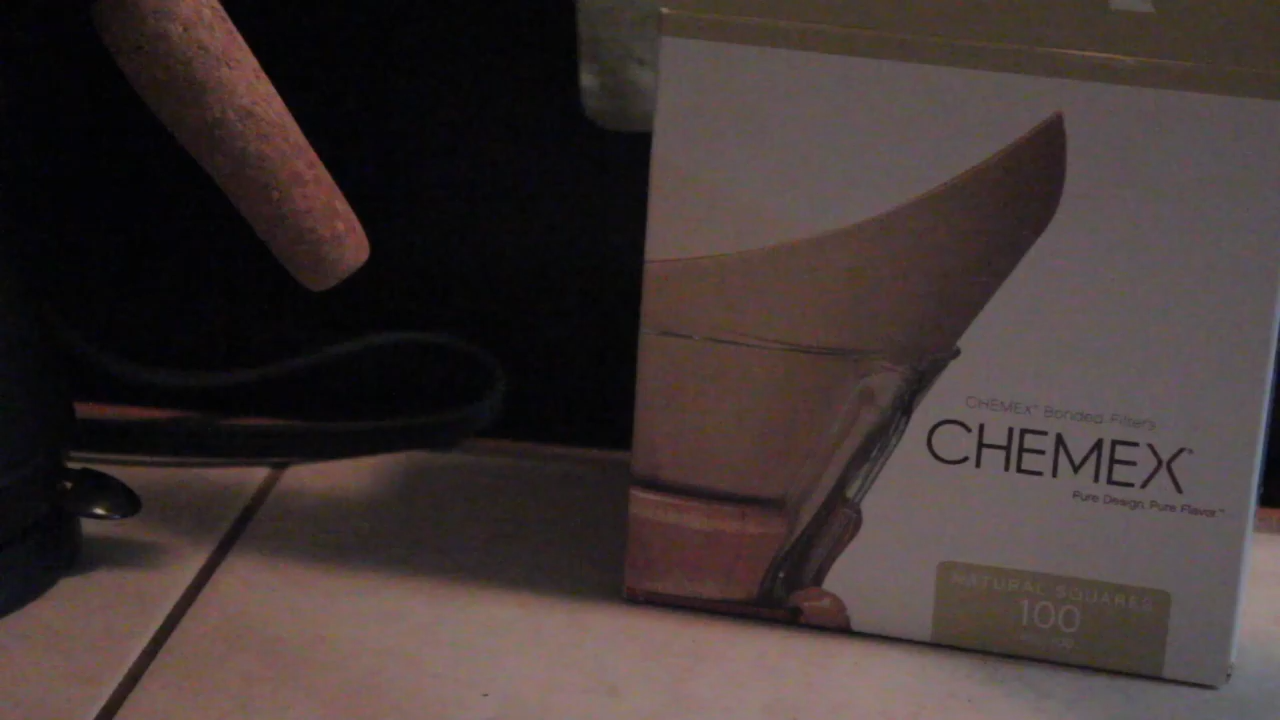 CHEMEX® Bonded Filters
CHEMEX®
Pure Design. Pure Flavor.™
NATURAL SQUARES
100